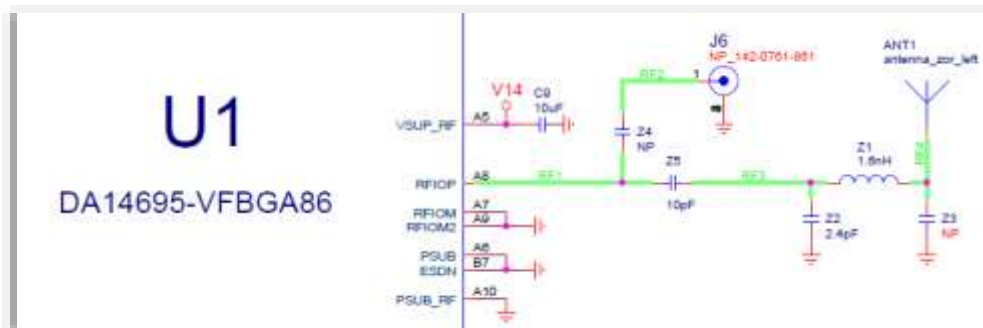 U1
DA14695-VFBGA86
VSUP_RF
A5
V14
C9
10uF
J6
NP_142-0761-861
1
RF2
Z4
NP
ANT1
antenna_zor_left
RFIOP
A8
RF1
Z5
10pF
RF3
Z1
1.6nH
RF4
RFIOM
A7
RFIOM2
A9
Z2
2.4pF
Z3
NP
PSUB
A6
ESDN
B7
PSUB_RF
A10